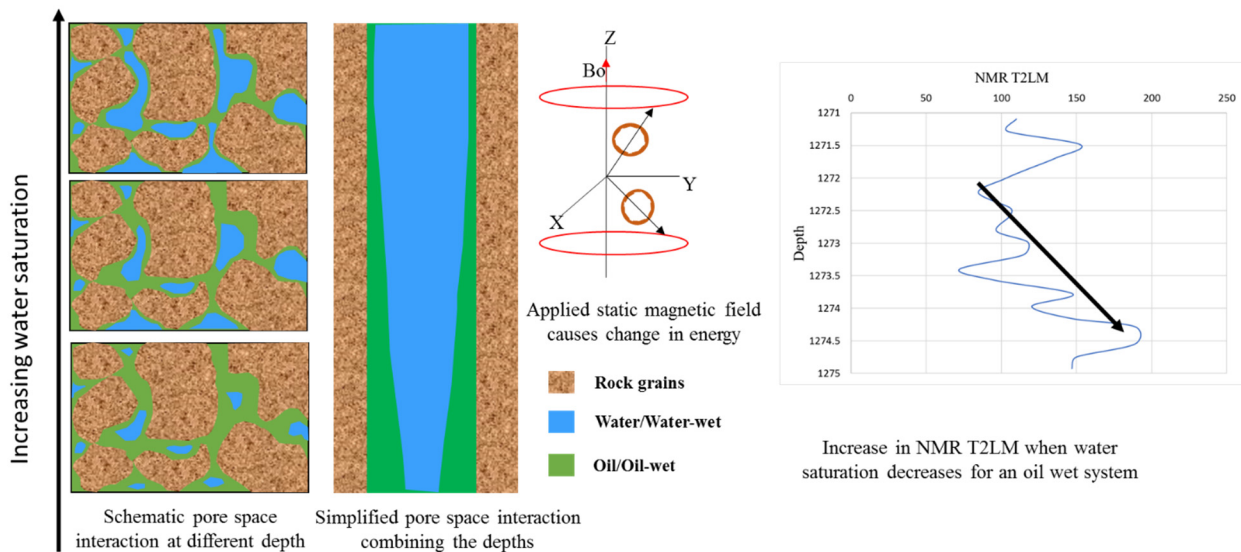 Increasing water saturation
Schematic pore space
interaction at different depth
Simplified pore space interaction
combining the depths
Z
Bo
Y
X
Applied static magnetic field
causes change in energy
Rock grains
Water/Water-wet
Oil/Oil-wet
NMR T2LM
0 50 100 150 200 250
Depth
1271
1271.5
1272
1272.5
1273
1273.5
1274
1274.5
1275
Increase in NMR T2LM when water
saturation decreases for an oil wet system